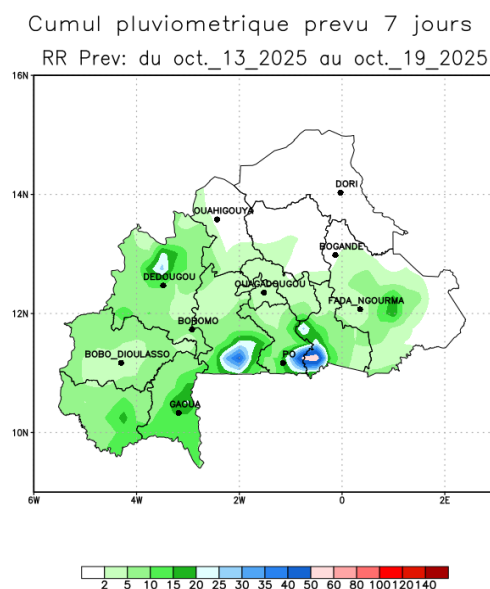 Cumul pluviometrique prevu 7 jours
RR Prev: du oct._13_2025 au oct._19_2025
16N
DORI
14N
OUAHIGOUYA
BOGANDE
DEDOUGOU
OUAGADOUGOU
FADA_NGOURMA
12N
BOROMO
BOBO_DIOULASSO
PO
GAOUA
10N
6W 4W 2W 0 2E
2 5 10 15 20 25 30 35 40 50 60 80 100 120 140